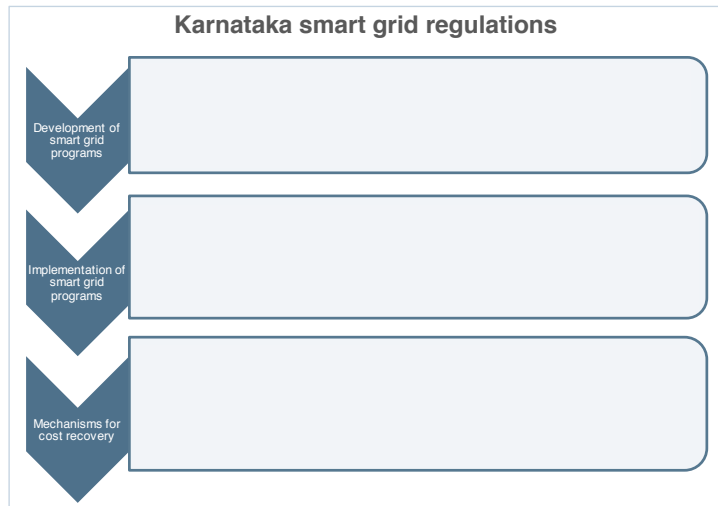 Karnataka smart grid regulations
Development of
smart grid
programs
Implementation of
smart grid
programs
Mechanisms for
cost recovery